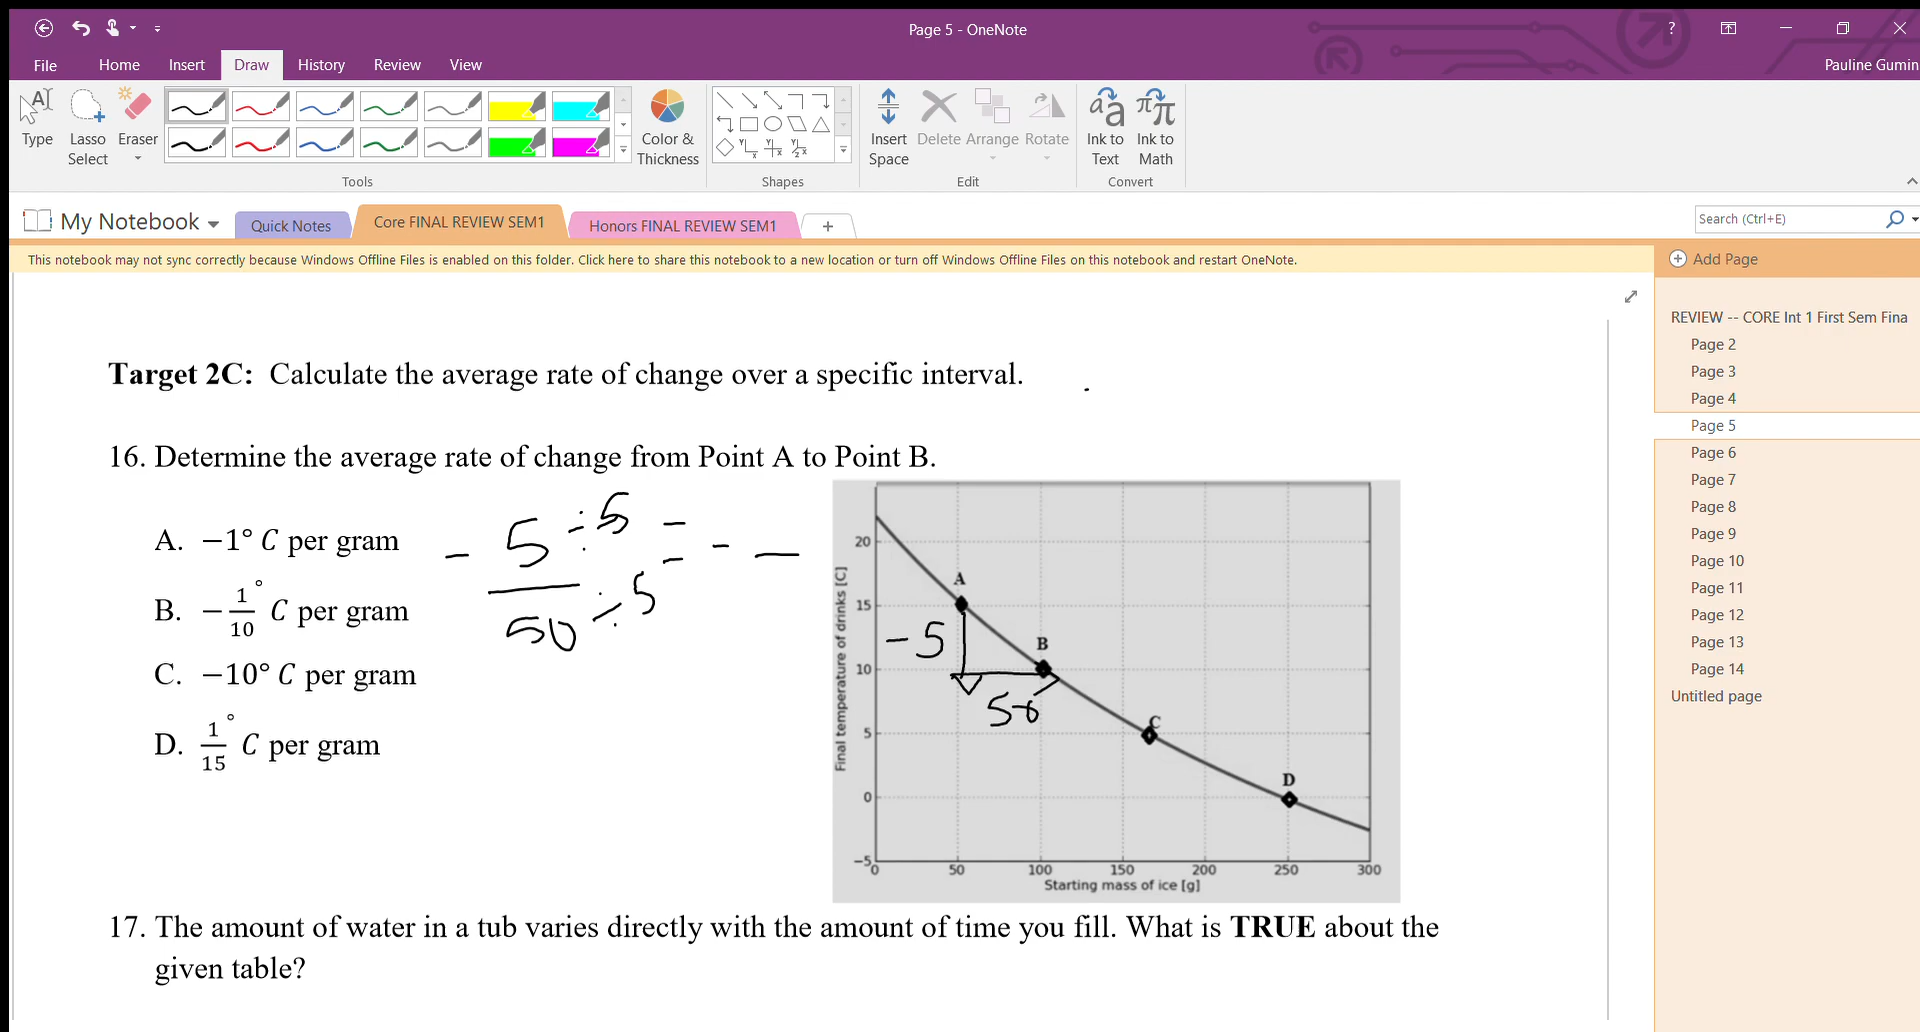 Page 5 - OneNote
?
File Home Insert Draw History Review View
Pauline Gumin
Type
Lasso Select
Eraser
Color & Thickness
Insert Space
Delete Arrange Rotate
Ink to Text
Ink to Math
Tools Shapes Edit Convert
My Notebook
Quick Notes
Core FINAL REVIEW SEM1
Honors FINAL REVIEW SEM1
+
Search (Ctrl+E)
This notebook may not sync correctly because Windows Offline Files is enabled on this folder. Click here to share this notebook to a new location or turn off Windows Offline Files on this notebook and restart OneNote.
Add Page
REVIEW -- CORE Int 1 First Sem Fina
Page 2
Page 3
Page 4
Page 5
Page 6
Page 7
Page 8
Page 9
Page 10
Page 11
Page 12
Page 13
Page 14
Untitled page
Target 2C: Calculate the average rate of change over a specific interval.
16. Determine the average rate of change from Point A to Point B.
A. −1° C per gram
B. −1/10° C per gram
C. −10° C per gram
D. 1/15° C per gram
- 5 ÷ 5 = - —
50 ÷ 5 =
Final temperature of drinks [C]
20
15
10
5
0
−5
A
B
C
D
-5
50
0 50 100 150 200 250 300
Starting mass of ice [g]
17. The amount of water in a tub varies directly with the amount of time you fill. What is TRUE about the
given table?